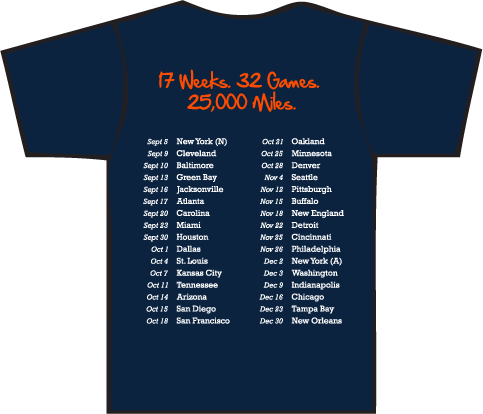 17 Weeks. 32 Games.
25,000 Miles.
Sept 5 New York (N)
Sept 9 Cleveland
Sept 10 Baltimore
Sept 13 Green Bay
Sept 16 Jacksonville
Sept 17 Atlanta
Sept 20 Carolina
Sept 23 Miami
Sept 30 Houston
Oct 1 Dallas
Oct 4 St. Louis
Oct 7 Kansas City
Oct 11 Tennessee
Oct 14 Arizona
Oct 15 San Diego
Oct 18 San Francisco
Oct 21 Oakland
Oct 25 Minnesota
Oct 28 Denver
Nov 4 Seattle
Nov 12 Pittsburgh
Nov 15 Buffalo
Nov 18 New England
Nov 22 Detroit
Nov 25 Cincinnati
Nov 26 Philadelphia
Dec 2 New York (A)
Dec 3 Washington
Dec 9 Indianapolis
Dec 16 Chicago
Dec 23 Tampa Bay
Dec 30 New Orleans